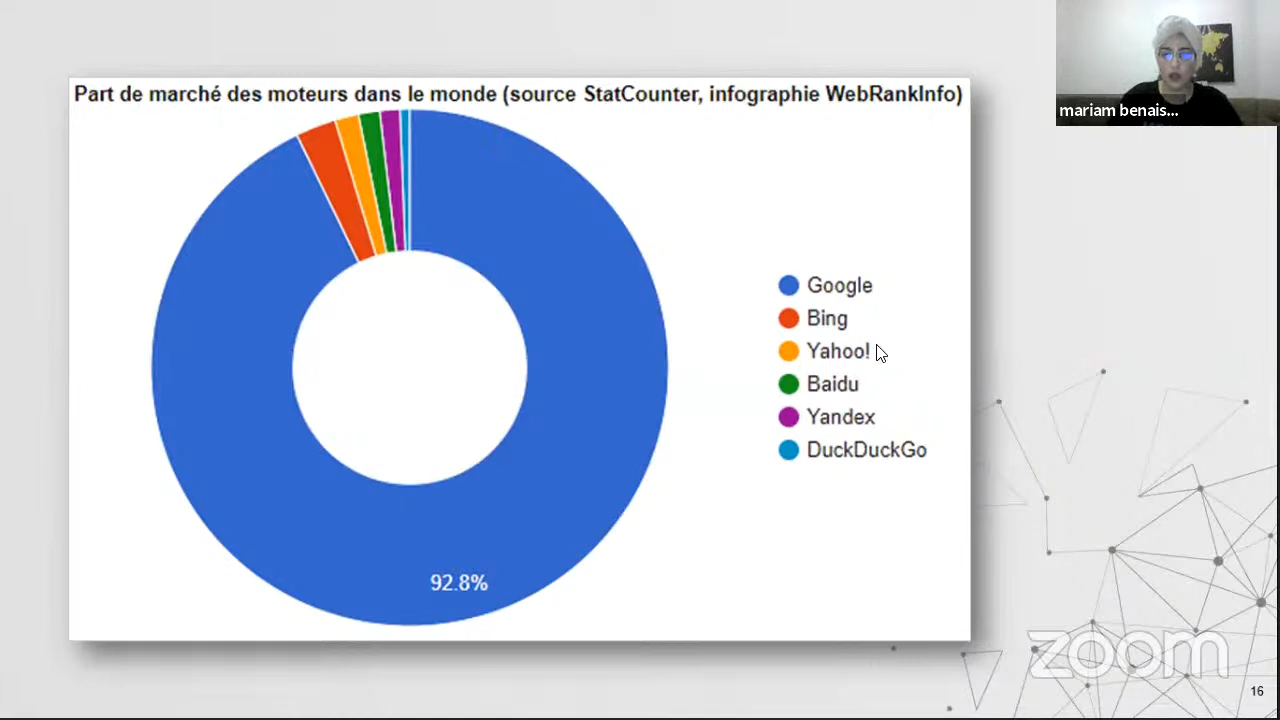 Part de marché des moteurs dans le monde (source StatCounter, infographie WebRankInfo)
mariam benais...
Google
Bing
Yahoo!
Baidu
Yandex
DuckDuckGo
92.8%
zoom
16